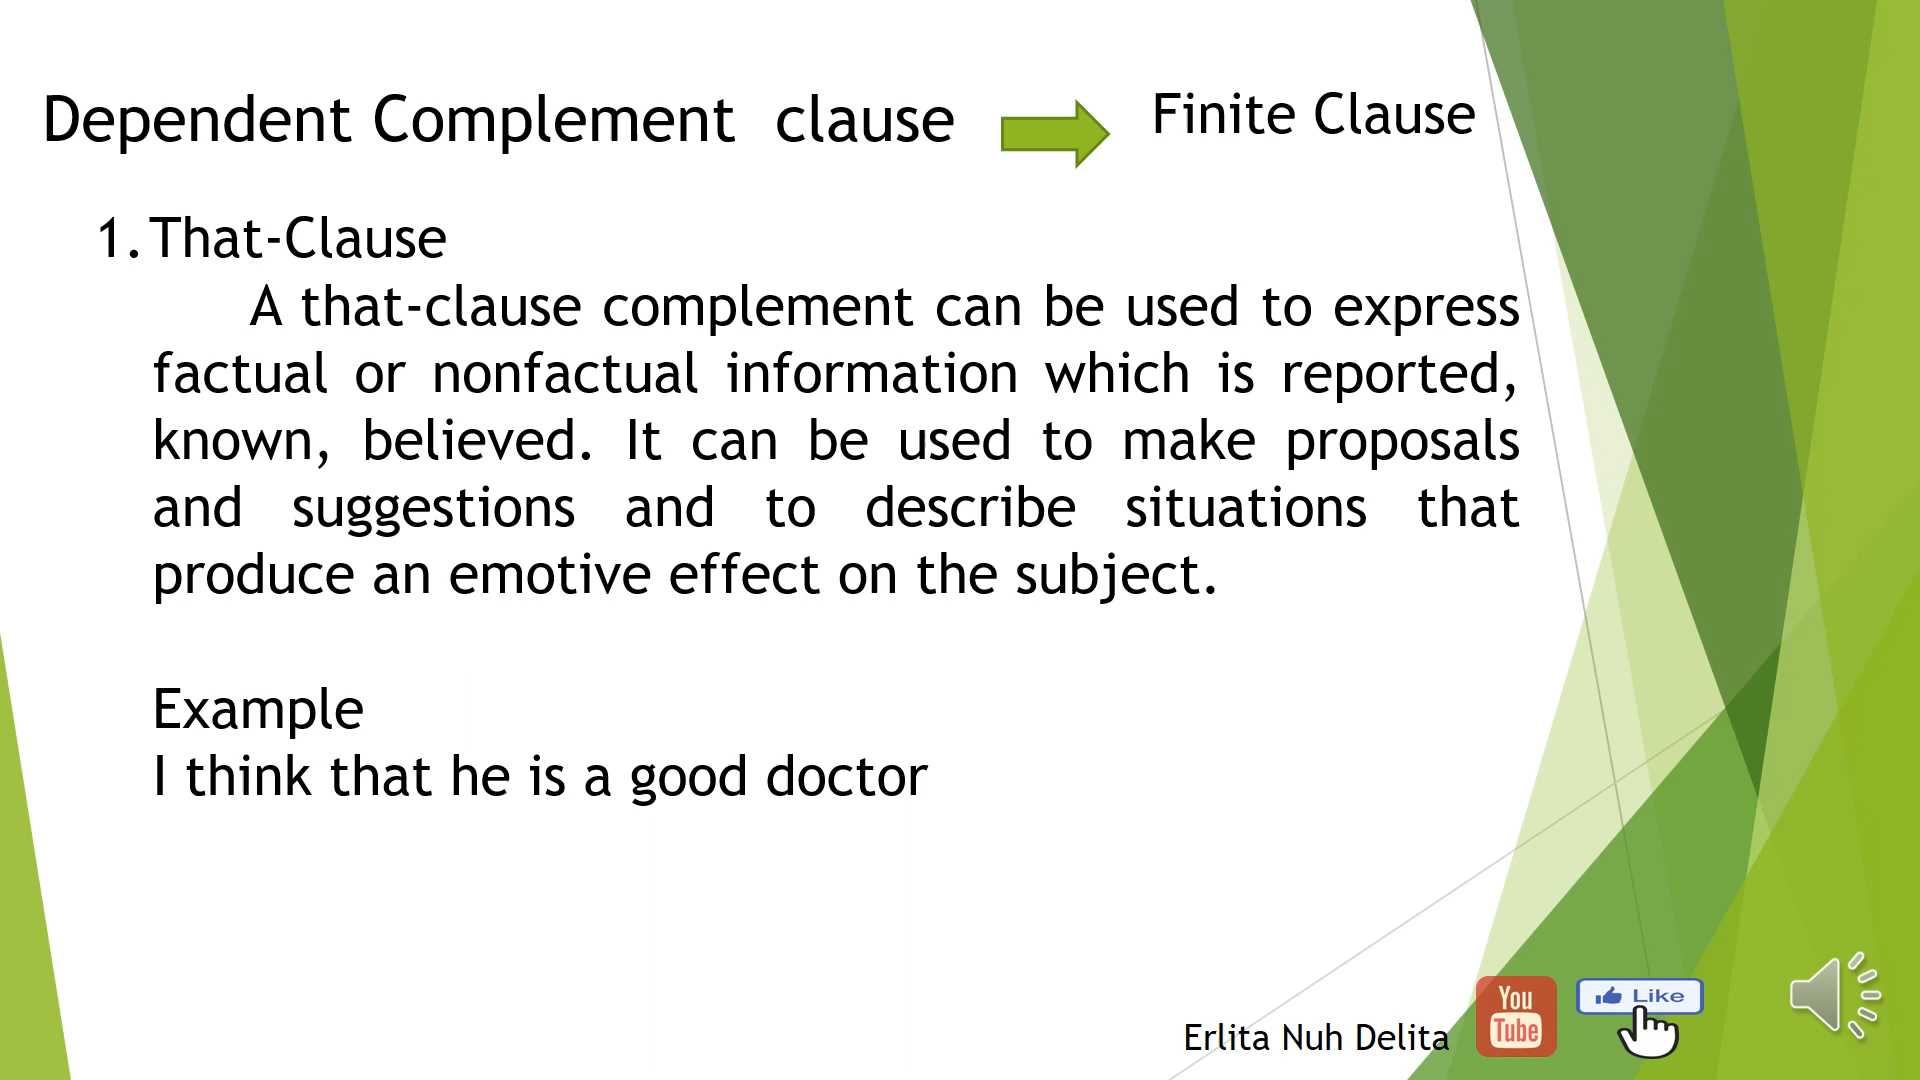 Dependent Complement clause
Finite Clause
1. That-Clause
A that-clause complement can be used to express
factual or nonfactual information which is reported,
known, believed. It can be used to make proposals
and suggestions and to describe situations that
produce an emotive effect on the subject.
Example
I think that he is a good doctor
Erlita Nuh Delita
You
Tube
Like